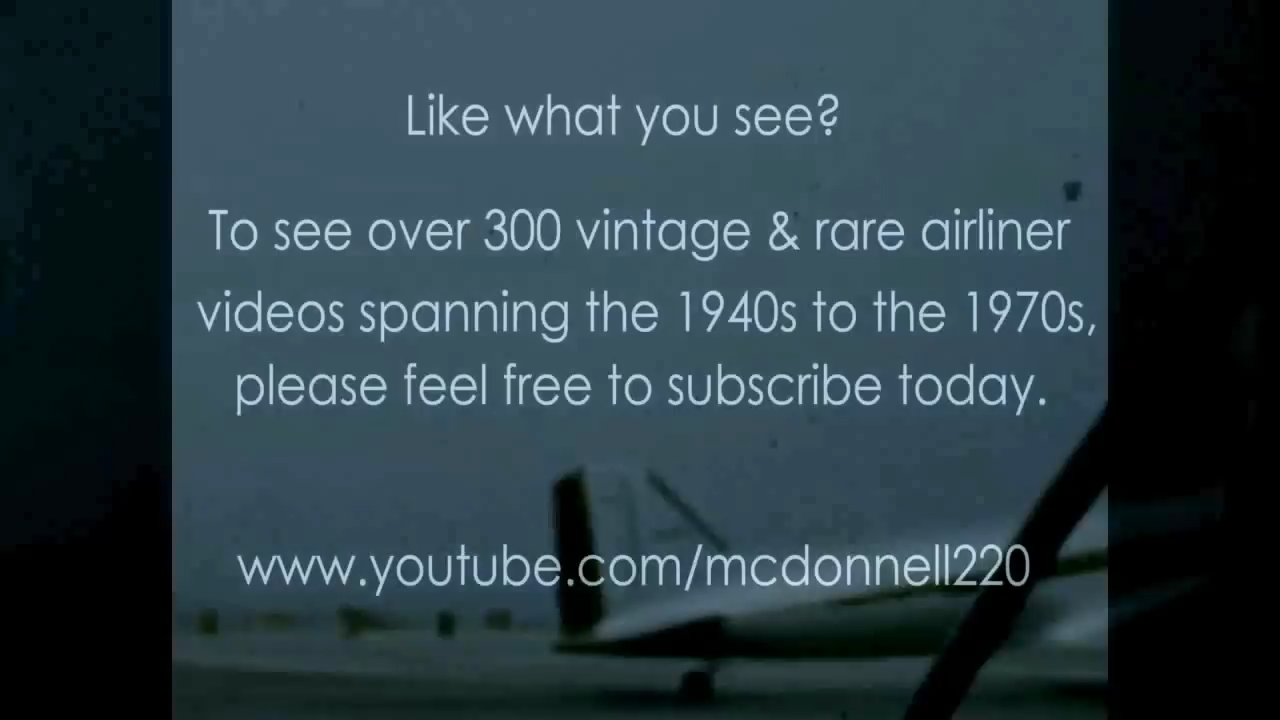 Like what you see?
To see over 300 vintage & rare airliner
videos spanning the 1940s to the 1970s,
please feel free to subscribe today.
www.youtube.com/mcdonnell220